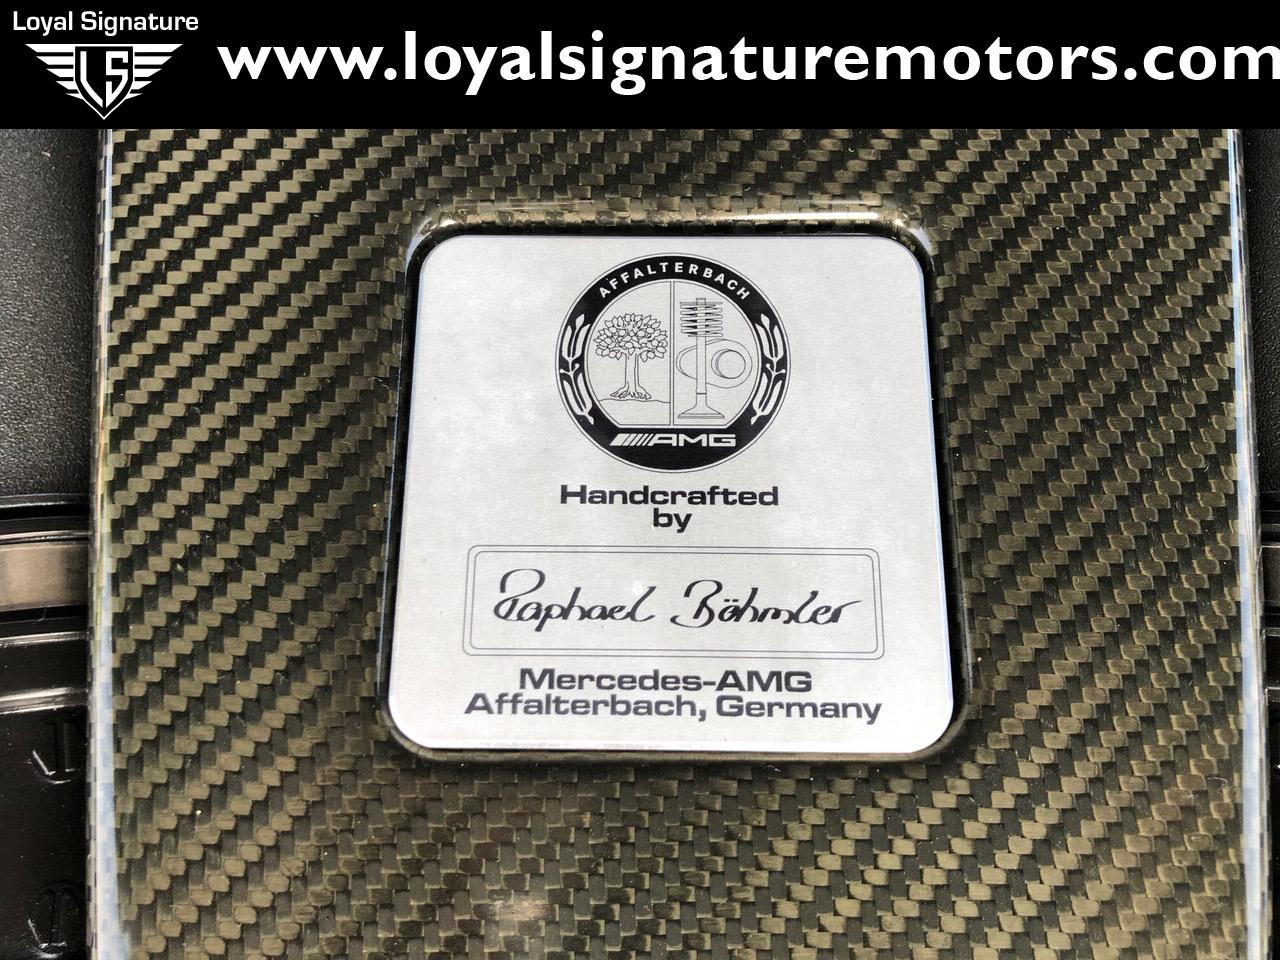 Loyal Signature
LS
www.loyalsignaturemotors.com
AFFALTERBACH
AMG
Handcrafted
by
Raphael Böhmler
Mercedes-AMG
Affalterbach, Germany